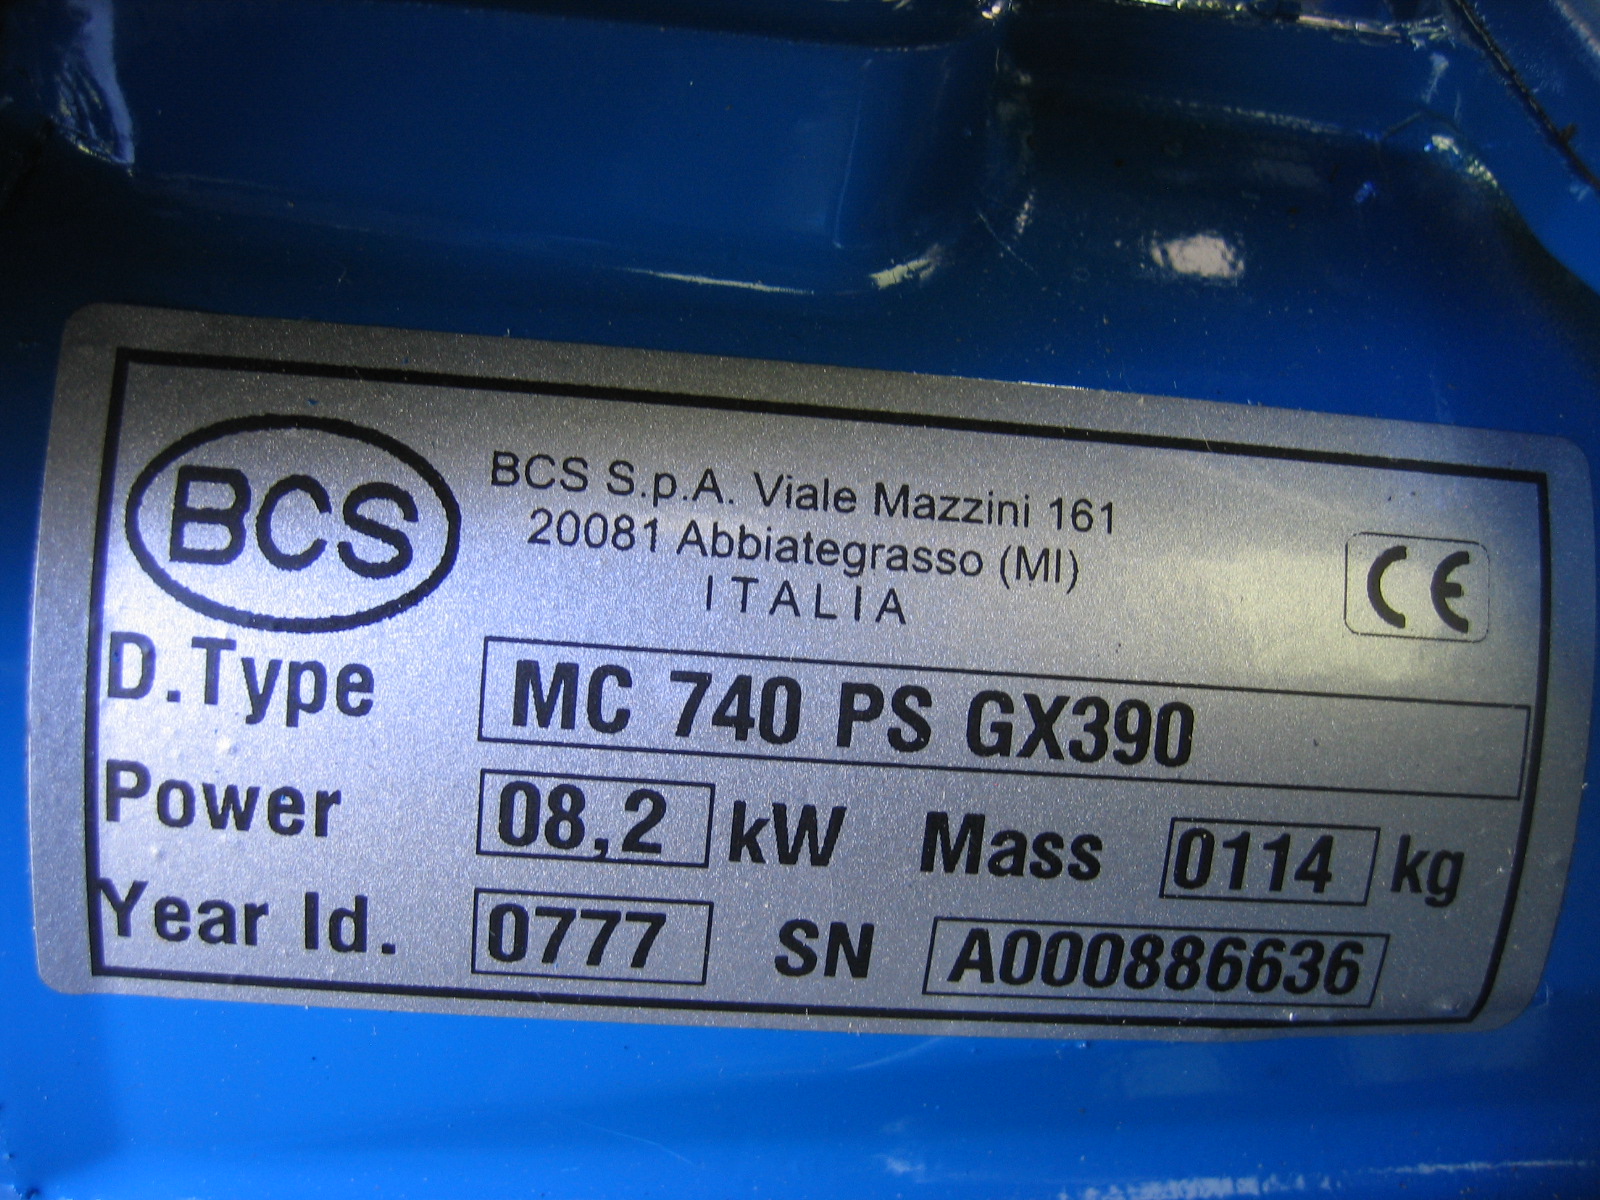 BCS
BCS S.p.A. Viale Mazzini 161
20081 Abbiategrasso (MI)
ITALIA
CE
D.Type MC 740 PS GX390
Power 08,2 kW Mass 0114 kg
Year Id. 0777 SN A000886636